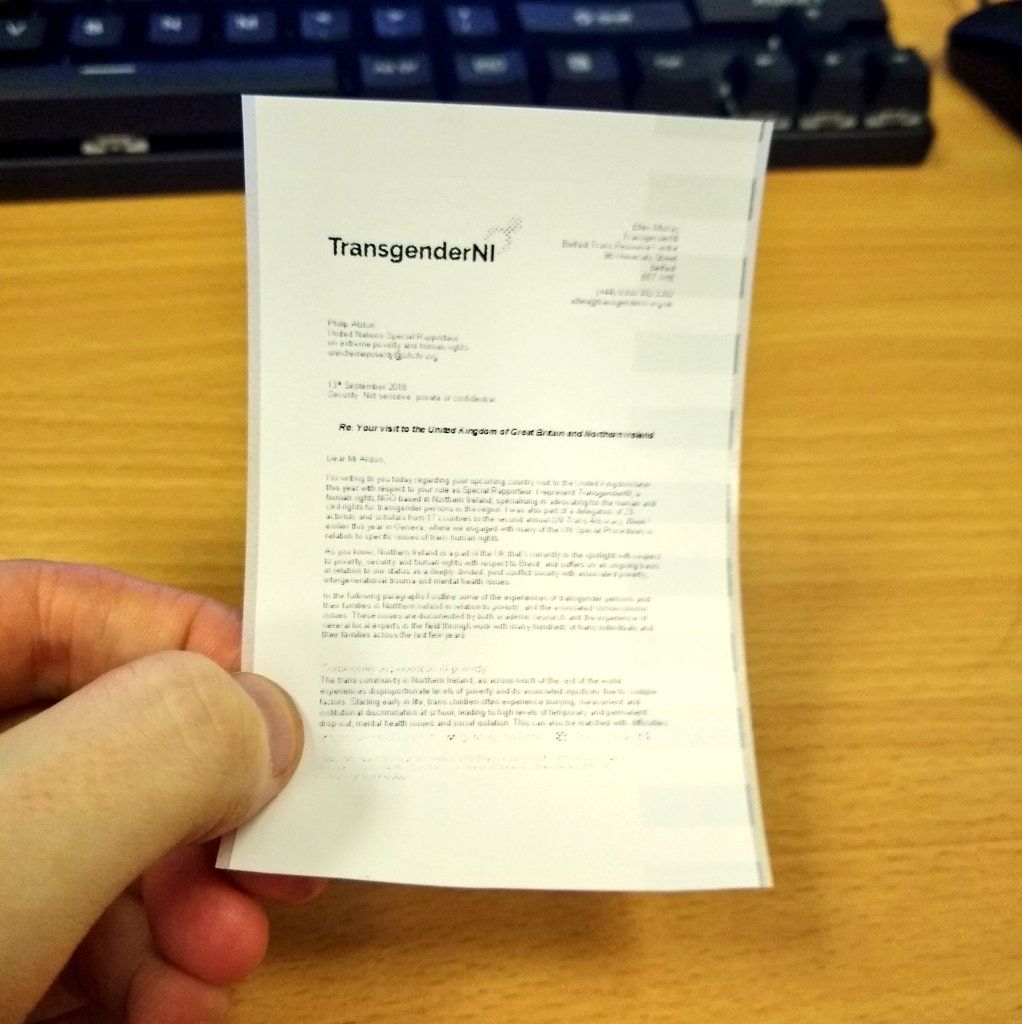 TransgenderNI
Ellen Murray
TransgenderNI
Belfast Trans Resource Centre
98 University Street
Belfast
BT7 1HE
Philip Alston
United Nations Special Rapporteur
on extreme poverty and human rights
srextremepoverty@ohchr.org
13th September 2018
Security: Not sensitive, private or confidential
Re: Your visit to the United Kingdom of Great Britain and Northern Ireland
Dear Mr Alston,
I'm writing to you today regarding your upcoming country visit to the United Kingdom later
this year with respect to your role as Special Rapporteur. I represent TransgenderNI, a
human rights NGO based in Northern Ireland, specialising in advocating for the human and
civil rights for transgender persons in the region. I was also part of a delegation of 23
activists and scholars from 17 countries to the second annual UN Trans Advocacy Week
earlier this year in Geneva, where we engaged with many of the UN Special Procedures in
relation to specific issues of trans human rights.
As you know, Northern Ireland is a part of the UK that's currently in the spotlight with respect
to poverty, security and human rights with respect to Brexit, and suffers on an ongoing basis
in relation to our status as a deeply divided, post conflict society with associated poverty,
intergenerational trauma and mental health issues.
In the following paragraphs I outline some of the experiences of transgender persons and
their families in Northern Ireland in relation to poverty, and the associated socioeconomic
issues. These issues are documented by both academic research and the experience of
several local experts in the field through work with many hundreds of trans individuals and
their families across the last few years.
The trans community in Northern Ireland, as across much of the rest of the world,
experiences disproportionate levels of poverty and its associated injustices due to multiple
factors. Starting early in life, trans children often experience bullying, harassment and
institutional discrimination at school, leading to high levels of temporary and permanent
drop out, mental health issues and social isolation. This can also be matched with difficulties